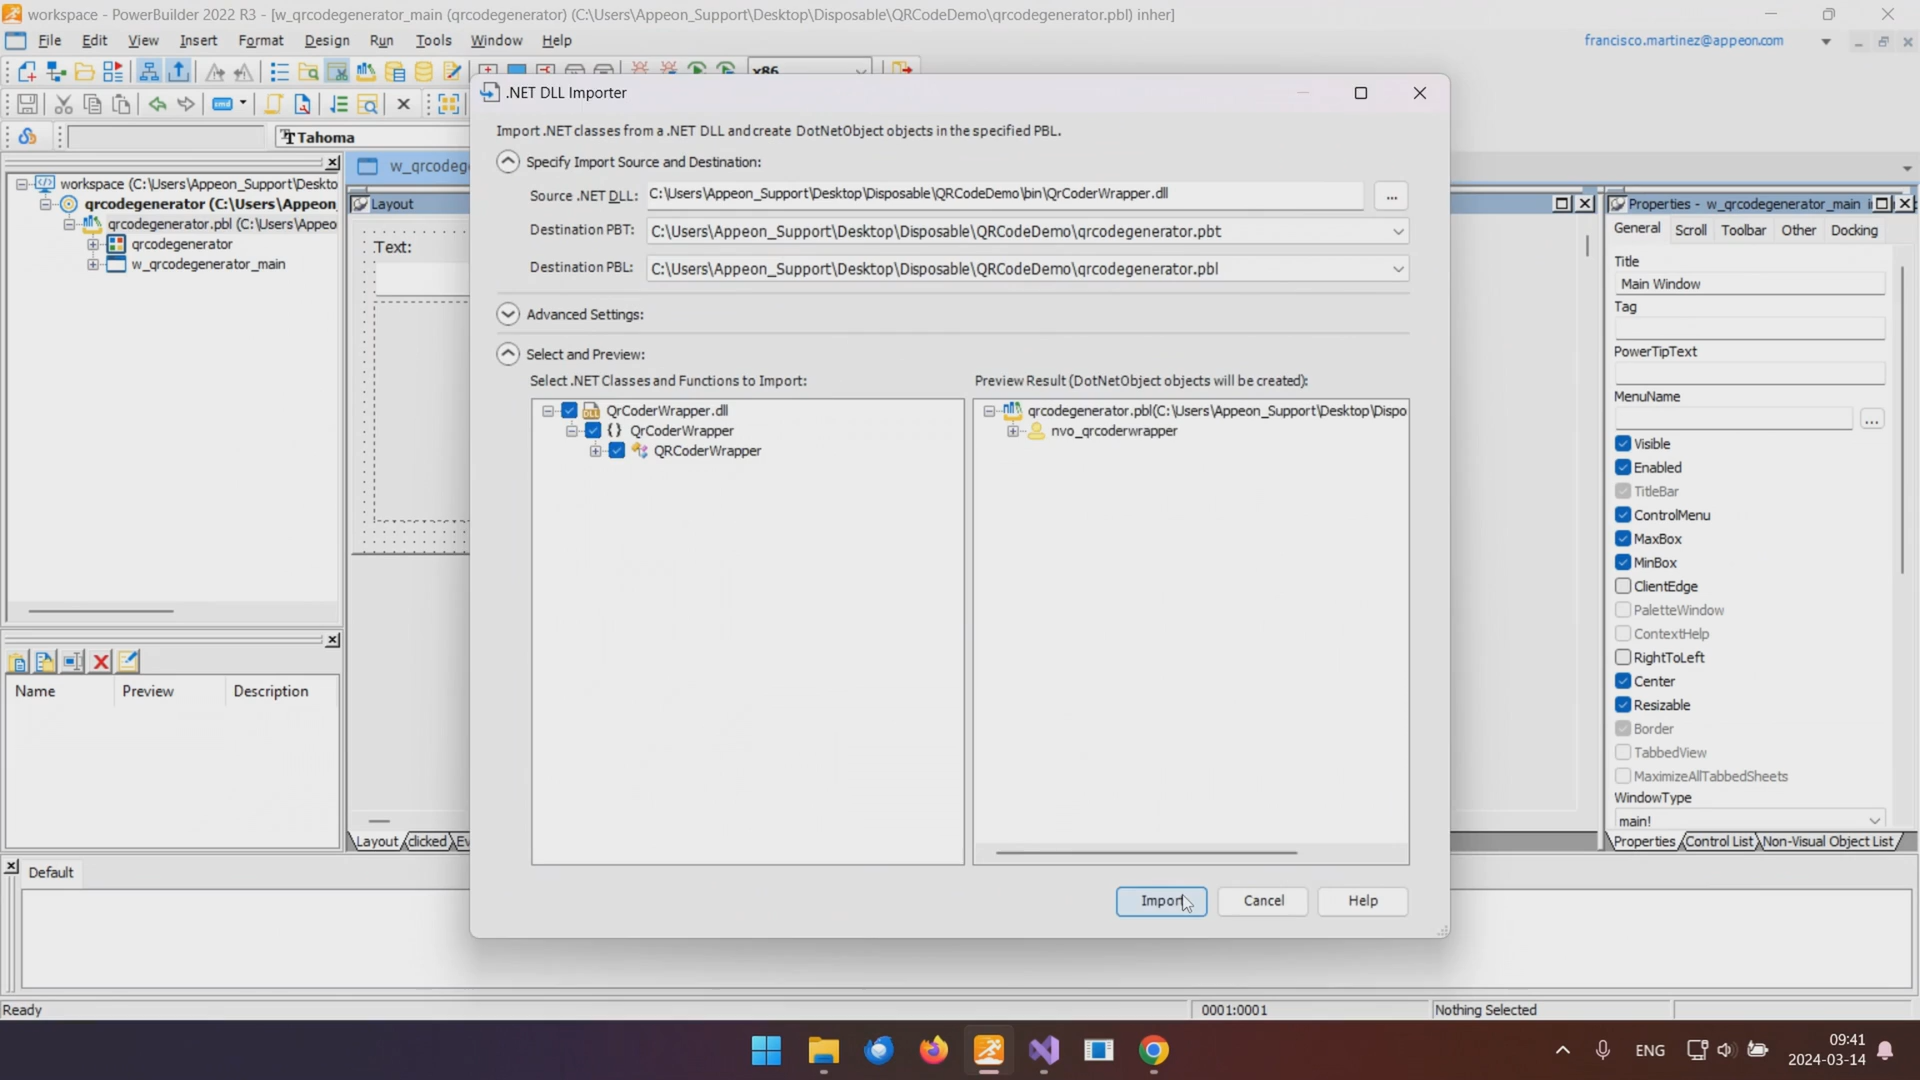 workspace - PowerBuilder 2022 R3 - [w_qrcodegenerator_main (qrcodegenerator) (C:\Users\Appeon_Support\Desktop\Disposable\QRCodeDemo\qrcodegenerator.pbl) inher]
File Edit View Insert Format Design Run Tools Window Help
francisco.martinez@appeon.com
x86
Tahoma
.NET DLL Importer
Import .NET classes from a .NET DLL and create DotNetObject objects in the specified PBL.
Specify Import Source and Destination:
Source .NET DLL: C:\Users\Appeon_Support\Desktop\Disposable\QRCodeDemo\bin\QrCoderWrapper.dll ...
Destination PBT: C:\Users\Appeon_Support\Desktop\Disposable\QRCodeDemo\qrcodegenerator.pbt
Destination PBL: C:\Users\Appeon_Support\Desktop\Disposable\QRCodeDemo\qrcodegenerator.pbl
Advanced Settings:
Select and Preview:
Select .NET Classes and Functions to Import:
QrCoderWrapper.dll
QrCoderWrapper
QRCoderWrapper
Preview Result (DotNetObject objects will be created):
qrcodegenerator.pbl(C:\Users\Appeon_Support\Desktop\Dispo
nvo_qrcoderwrapper
Import Cancel Help
workspace (C:\Users\Appeon_Support\Deskto
qrcodegenerator (C:\Users\Appeon
qrcodegenerator.pbl (C:\Users\Appeo
qrcodegenerator
w_qrcodegenerator_main
w_qrcodeg
Layout
Text:
Layout clicked Ev
Name Preview Description
Default
Properties - w_qrcodegenerator_main
General Scroll Toolbar Other Docking
Title
Main Window
Tag
PowerTipText
MenuName
...
Visible
Enabled
TitleBar
ControlMenu
MaxBox
MinBox
ClientEdge
PaletteWindow
ContextHelp
RightToLeft
Center
Resizable
Border
TabbedView
MaximizeAllTabbedSheets
WindowType
main!
Properties Control List Non-Visual Object List
Ready
0001:0001
Nothing Selected
ENG
09:41
2024-03-14